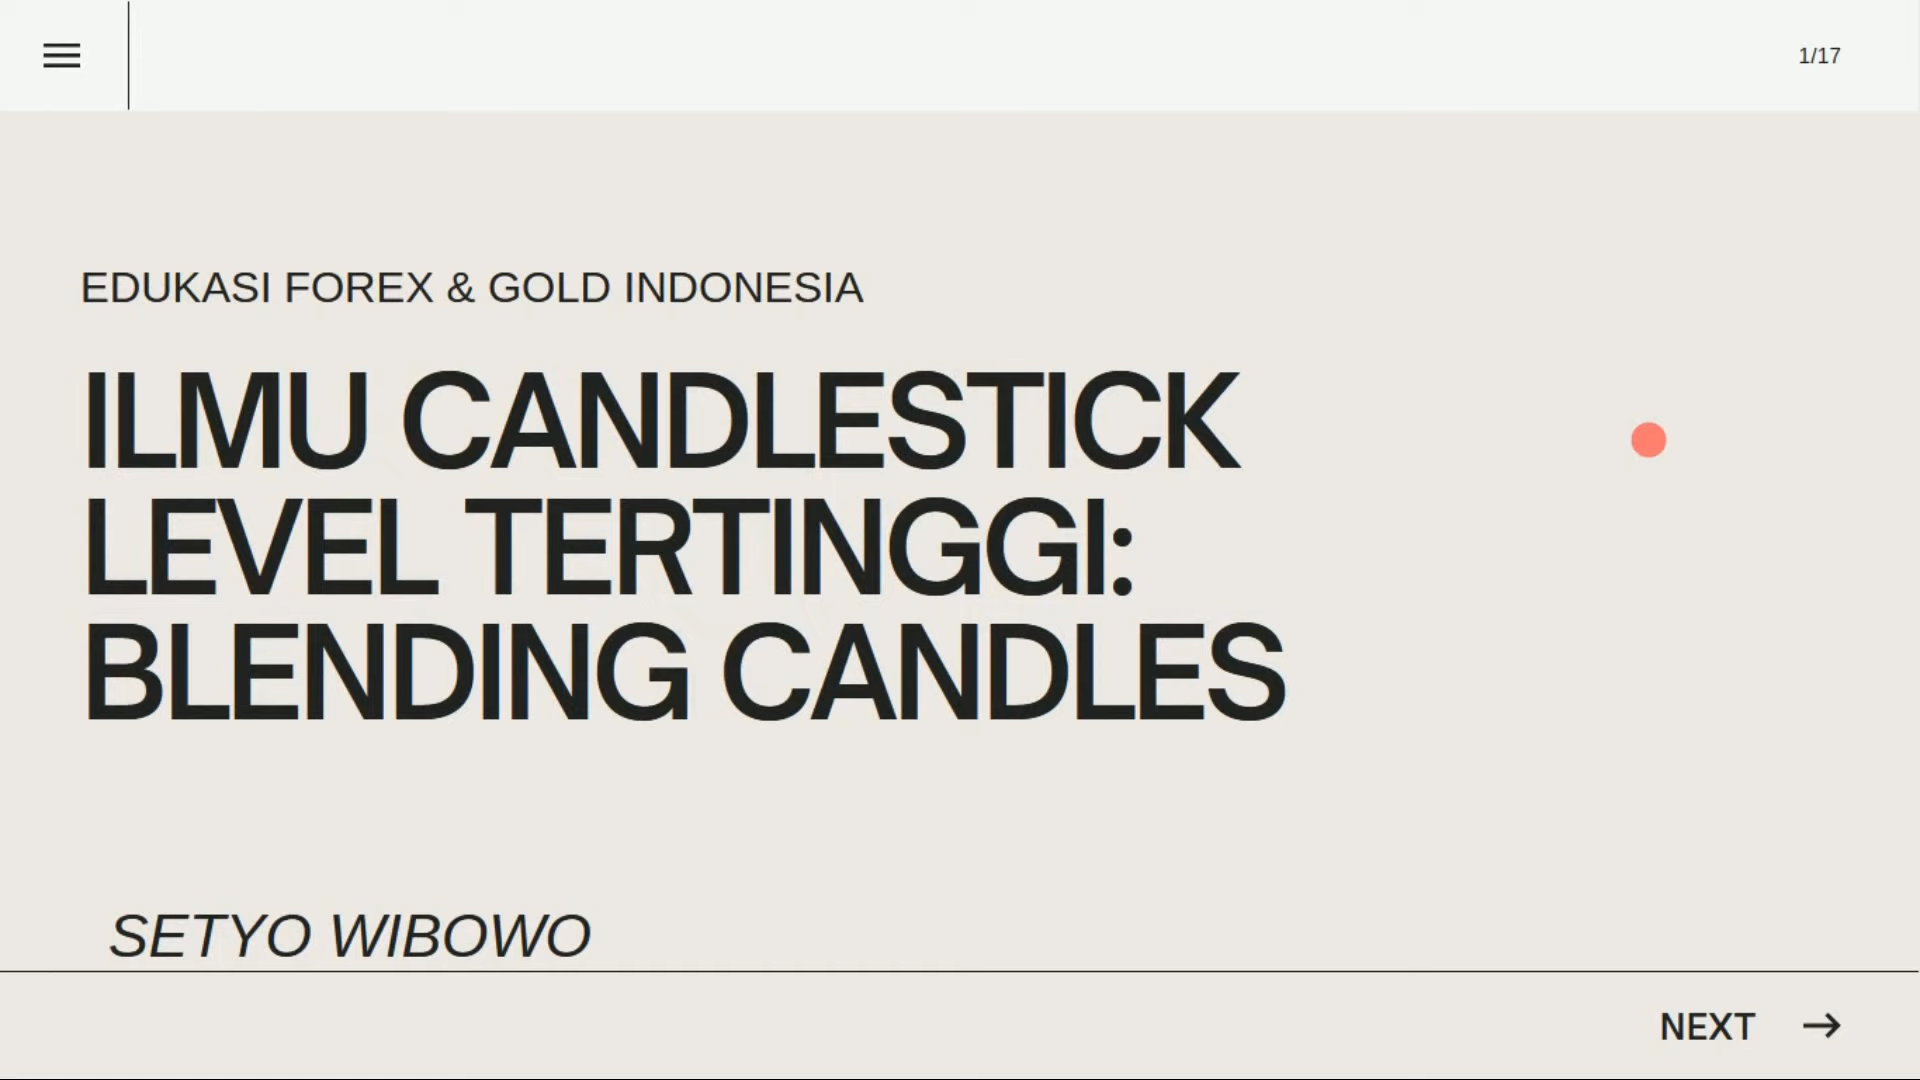 1/17
EDUKASI FOREX & GOLD INDONESIA
ILMU CANDLESTICK
LEVEL TERTINGGI:
BLENDING CANDLES
SETYO WIBOWO
NEXT